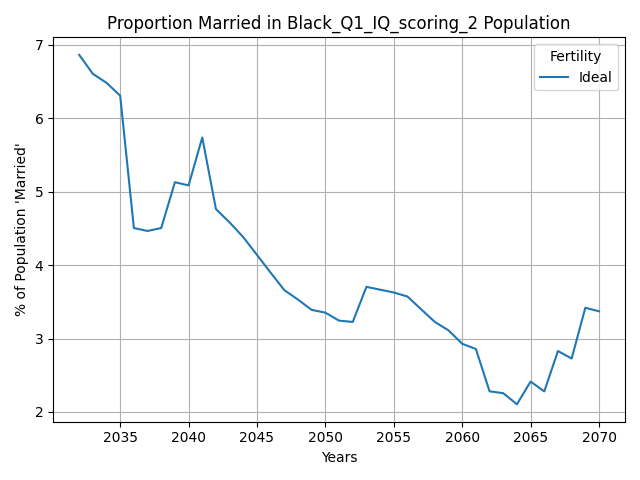 Proportion Married in Black_Q1_IQ_scoring_2 Population
Fertility
Ideal
% of Population 'Married'
7
6
5
4
3
2
2035 2040 2045 2050 2055 2060 2065 2070
Years